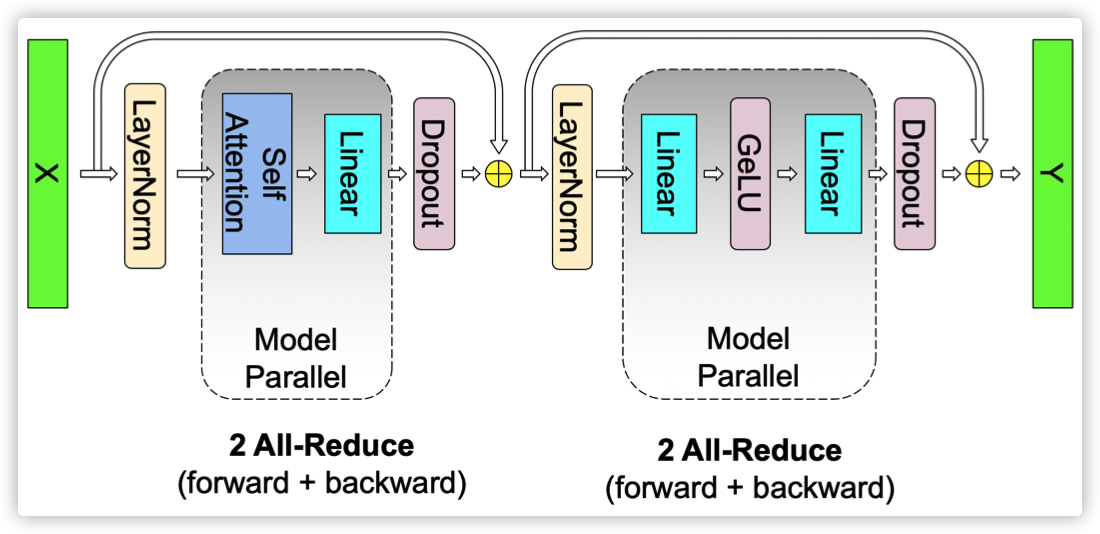 X
LayerNorm
Self
Attention
Linear
Dropout
LayerNorm
Linear
GeLU
Linear
Dropout
Y
Model
Parallel
Model
Parallel
2 All-Reduce
(forward + backward)
2 All-Reduce
(forward + backward)